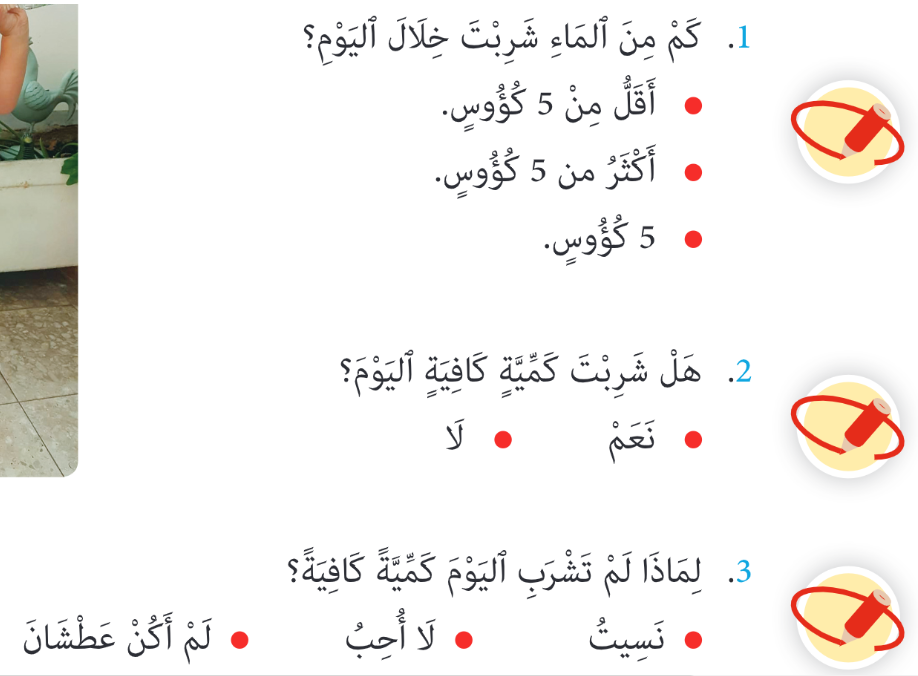 1. كَمْ مِنَ ٱلمَاءِ شَرِبْتَ خِلَالَ ٱليَوْمِ؟
• أَقَلُّ مِنْ 5 كُؤُوسٍ.
• أَكْثَرُ من 5 كُؤُوسٍ.
• 5 كُؤُوسٍ.
2. هَلْ شَرِبْتَ كَمِّيَّةٍ كَافِيَةٍ ٱليَوْمَ؟
• نَعَمْ • لَا
3. لِمَاذَا لَمْ تَشْرَبِ ٱليَوْمَ كَمِّيَّةً كَافِيَةً؟
• نَسِيتُ • لَا أُحِبُ • لَمْ أَكُنْ عَطْشَانَ